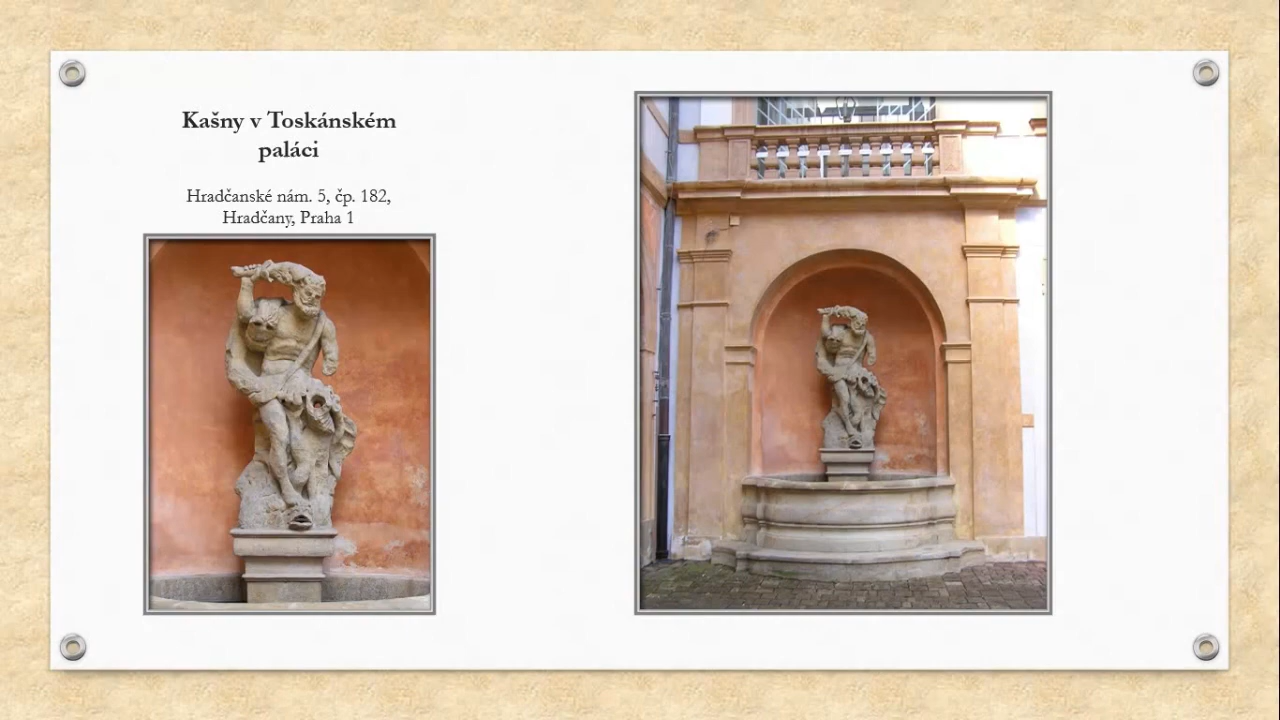 Kašny v Toskánském
paláci
Hradčanské nám. 5, čp. 182,
Hradčany, Praha 1